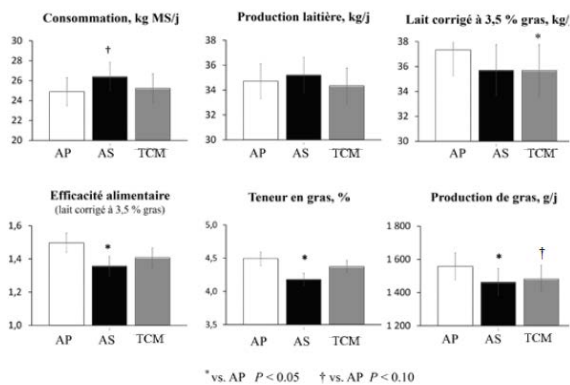 Consommation, kg MS/j
28
26
24
22
20
†
AP AS TCM
Production laitière, kg/j
38
36
34
32
30
AP AS TCM
Lait corrigé à 3,5 % gras, kg/
38
36
34
32
30
*
AP AS TCM
Efficacité alimentaire
(lait corrigé à 3,5 % gras)
1,6
1,4
1,2
1,0
*
AP AS TCM
Teneur en gras, %
5,0
4,5
4,0
3,5
*
AP AS TCM
Production de gras, g/j
1 800
1 600
1 400
1 200
* †
AP AS TCM
* vs. AP P < 0.05 † vs. AP P < 0.10